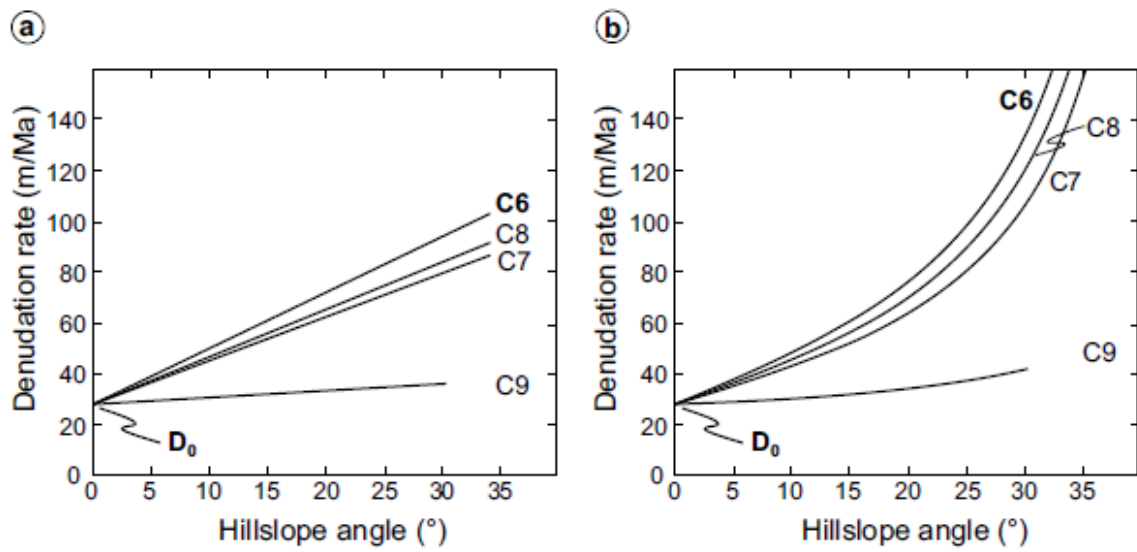 a
Denudation rate (m/Ma)
140
120
100
80
60
40
20
0
C6
C8
C7
C9
D0
0 5 10 15 20 25 30 35
Hillslope angle (°)
b
Denudation rate (m/Ma)
140
120
100
80
60
40
20
0
C6
C8
C7
C9
D0
0 5 10 15 20 25 30 35
Hillslope angle (°)